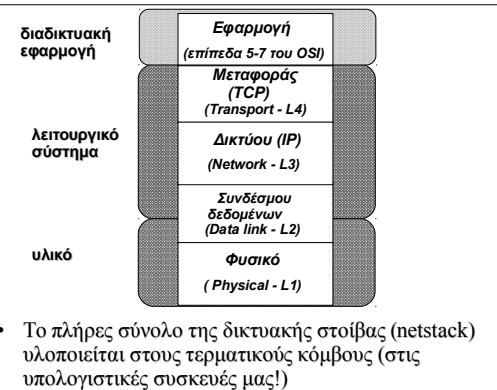 διαδικτυακή
εφαρμογή
Εφαρμογή
(επίπεδα 5-7 του OSI)
Μεταφοράς
(TCP)
(Transport - L4)
λειτουργικό
σύστημα
Δικτύου (IP)
(Network - L3)
Συνδέσμου
δεδομένων
(Data link - L2)
υλικό
Φυσικό
( Physical - L1)
• Το πλήρες σύνολο της δικτυακής στοίβας (netstack)
υλοποιείται στους τερματικούς κόμβους (στις
υπολογιστικές συσκευές μας!)